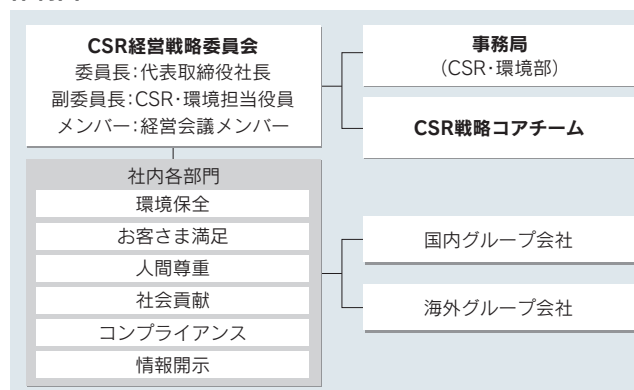 CSR経営戦略委員会
委員長:代表取締役社長
副委員長:CSR・環境担当役員
メンバー:経営会議メンバー
事務局
（CSR・環境部）
CSR戦略コアチーム
社内各部門
環境保全
お客さま満足
人間尊重
社会貢献
コンプライアンス
情報開示
国内グループ会社
海外グループ会社